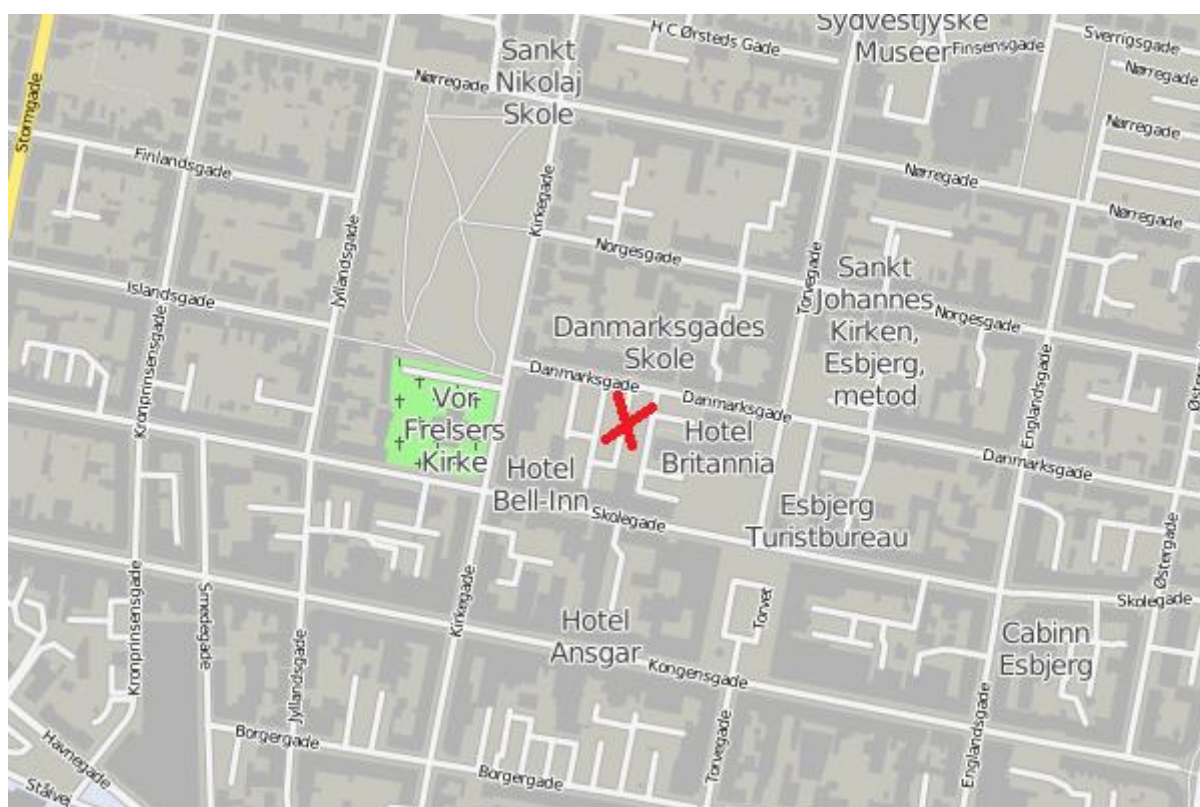 H C Ørsteds Gade
Sydvestjyske
Museer
Finsensgade
Sverrigsgade
Sankt
Nikolaj
Skole
Nørregade
Nørregade
Nørregade
Nørregade
Nørregade
Stormgade
Finlandsgade
Kirkegade
Jyllandsgade
Norgesgade
Torvegade
Sankt
Johannes
Kirken,
Esbjerg,
metod
Norgesgade
Islandsgade
Kronprinsensgade
Danmarksgades
Skole
Danmarksgade
Danmarksgade
Englandsgade
Vor
Frelsers
Kirke
Hotel
Britannia
Danmarksgade
Hotel
Bell-Inn
Skolegade
Esbjerg
Turistbureau
Østergade
Skolegade
Kronprinsensgade
Smedegade
Jyllandsgade
Kirkegade
Hotel
Ansgar
Torvet
Cabinn
Esbjerg
Kongensgade
Borgergade
Borgergade
Torvegade
Englandsgade
Havnegade
Stålvej